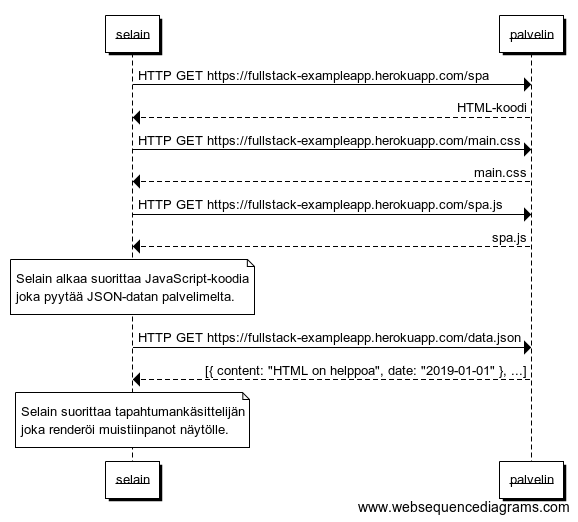 selain palvelin
HTTP GET https://fullstack-exampleapp.herokuapp.com/spa
HTML-koodi
HTTP GET https://fullstack-exampleapp.herokuapp.com/main.css
main.css
HTTP GET https://fullstack-exampleapp.herokuapp.com/spa.js
spa.js
Selain alkaa suorittaa JavaScript-koodia
joka pyytää JSON-datan palvelimelta.
HTTP GET https://fullstack-exampleapp.herokuapp.com/data.json
[{ content: "HTML on helppoa", date: "2019-01-01" }, ...]
Selain suorittaa tapahtumankäsittelijän
joka renderöi muistiinpanot näytölle.
selain palvelin
www.websequencediagrams.com